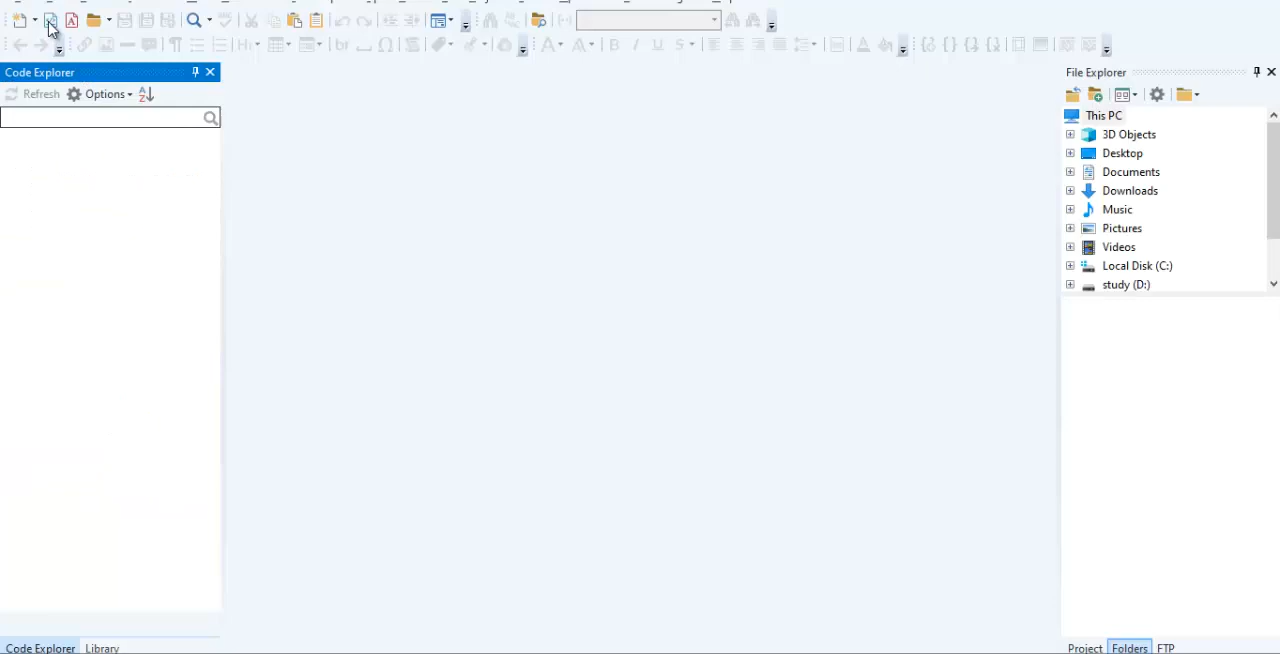 Code Explorer
Refresh Options
File Explorer
This PC
3D Objects
Desktop
Documents
Downloads
Music
Pictures
Videos
Local Disk (C:)
study (D:)
Code Explorer Library
Project Folders FTP